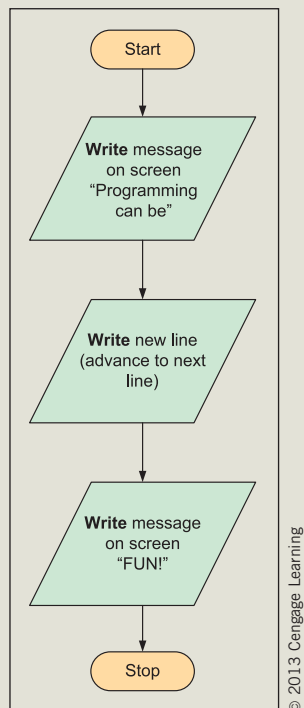 Start
Write message
on screen
“Programming
can be”
Write new line
(advance to next
line)
Write message
on screen
“FUN!”
Stop
© 2013 Cengage Learning